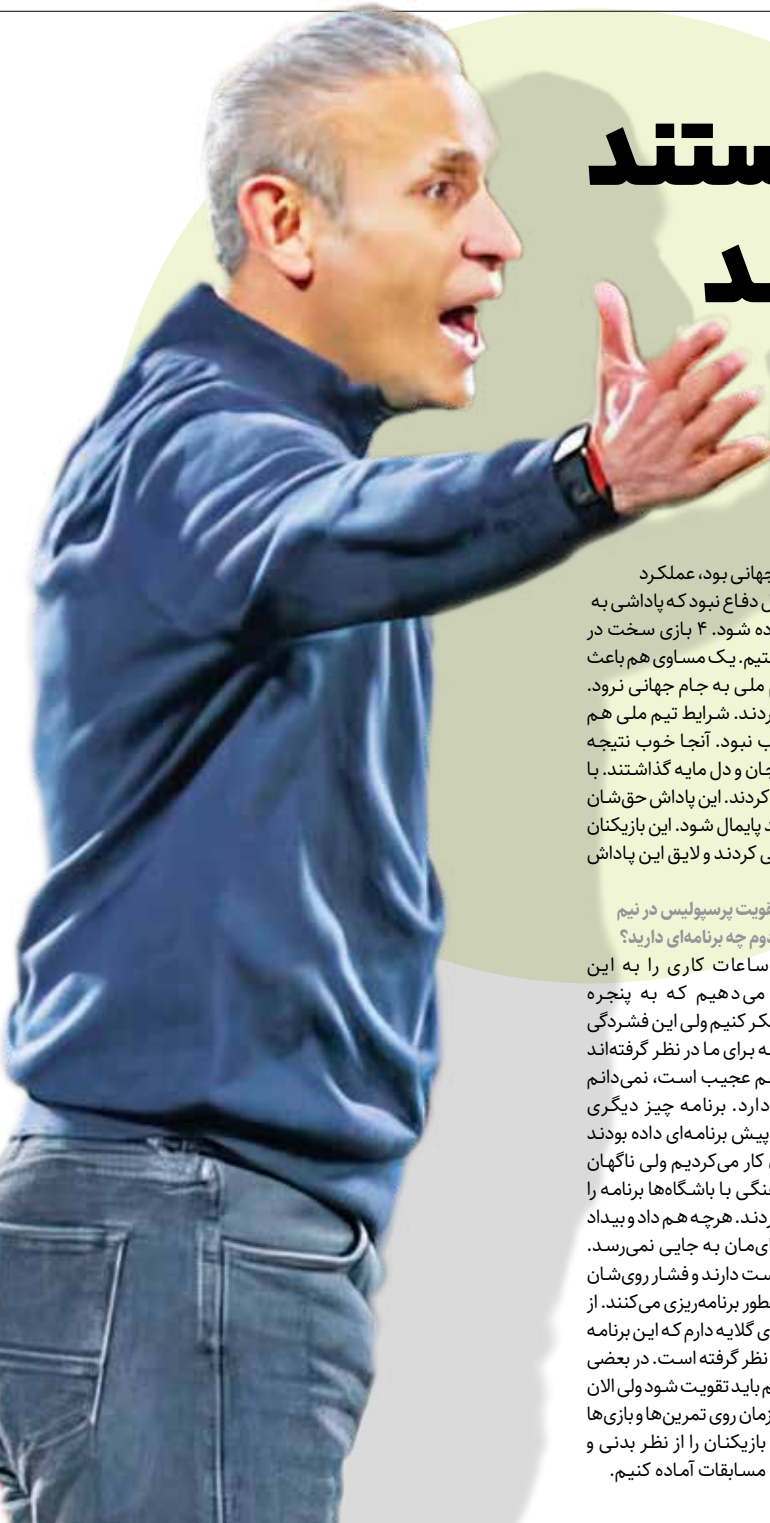 ستند
ـد
جهانی بود، عملکرد
ل دفاع نبود که پاداشی به
ده شود. ۴ بازی سخت در
تیم. یک مساوی هم باعث
ملی به جام جهانی نرود.
ردند. شرایط تیم ملی هم
ب نبود. آنجا خوب نتیجه
جان و دل مایه گذاشتند. با
کردند. این پاداش حق‌شان
د پایمال شود. این بازیکنان
ی کردند و لایق این پاداش
قویت پرسپولیس در نیم
دوم چه برنامه‌ای دارید؟
ساعات کاری را به این
می‌دهیم که به پنجره
کر کنیم ولی این فشردگی
ه برای ما در نظر گرفته‌اند
م عجیب است، نمی‌دانم
دارد. برنامه چیز دیگری
پیش برنامه‌ای داده بودند
کار می‌کردیم ولی ناگهان
نگی با باشگاه‌ها برنامه را
ردند. هرچه هم داد و بیداد
ای‌مان به جایی نمی‌رسد.
ست دارند و فشار روی‌شان
طور برنامه‌ریزی می‌کنند. از
ی گلایه دارم که این برنامه
نظر گرفته است. در بعضی
م باید تقویت شود ولی الان
زمان روی تمرین‌ها و بازی‌ها
بازیکنان را از نظر بدنی و
مسابقات آماده کنیم.